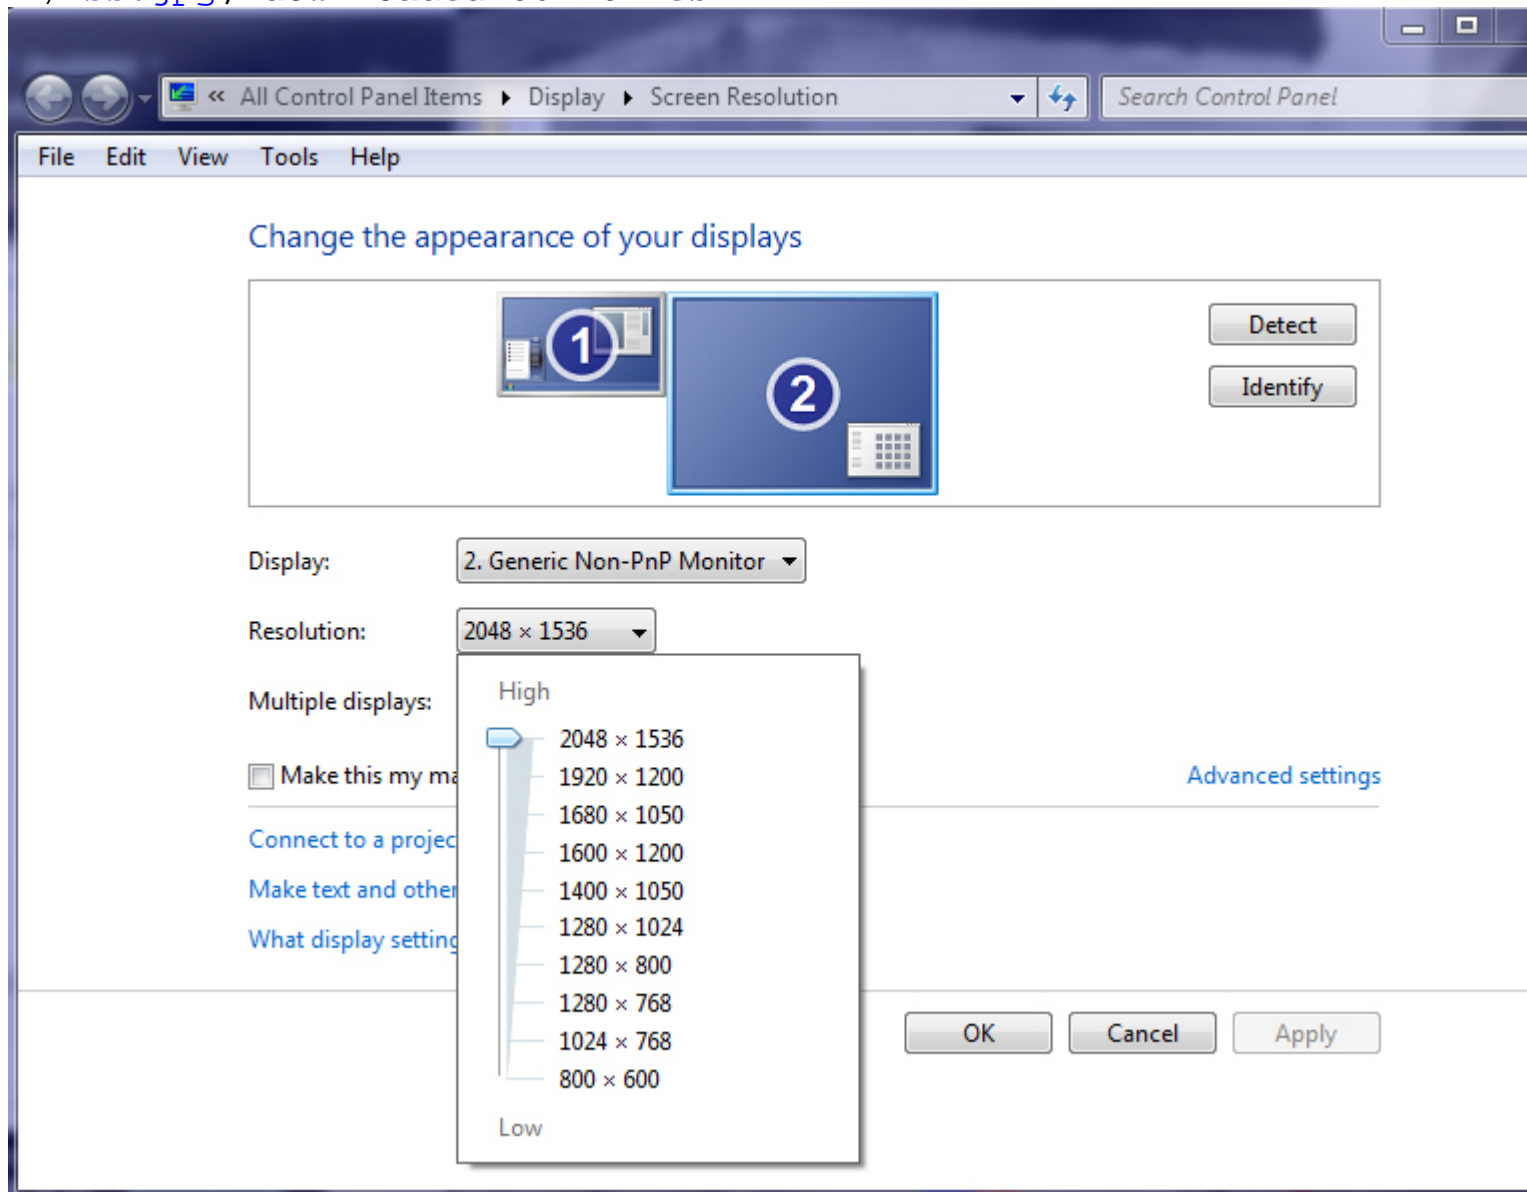 « All Control Panel Items ▸ Display ▸ Screen Resolution
Search Control Panel
File Edit View Tools Help
Change the appearance of your displays
1
2
Detect
Identify
Display: 2. Generic Non-PnP Monitor
Resolution: 2048 × 1536
Multiple displays:
High
2048 × 1536
1920 × 1200
1680 × 1050
1600 × 1200
1400 × 1050
1280 × 1024
1280 × 800
1280 × 768
1024 × 768
800 × 600
Low
Make this my ma
Advanced settings
Connect to a projec
Make text and other
What display setting
OK Cancel Apply